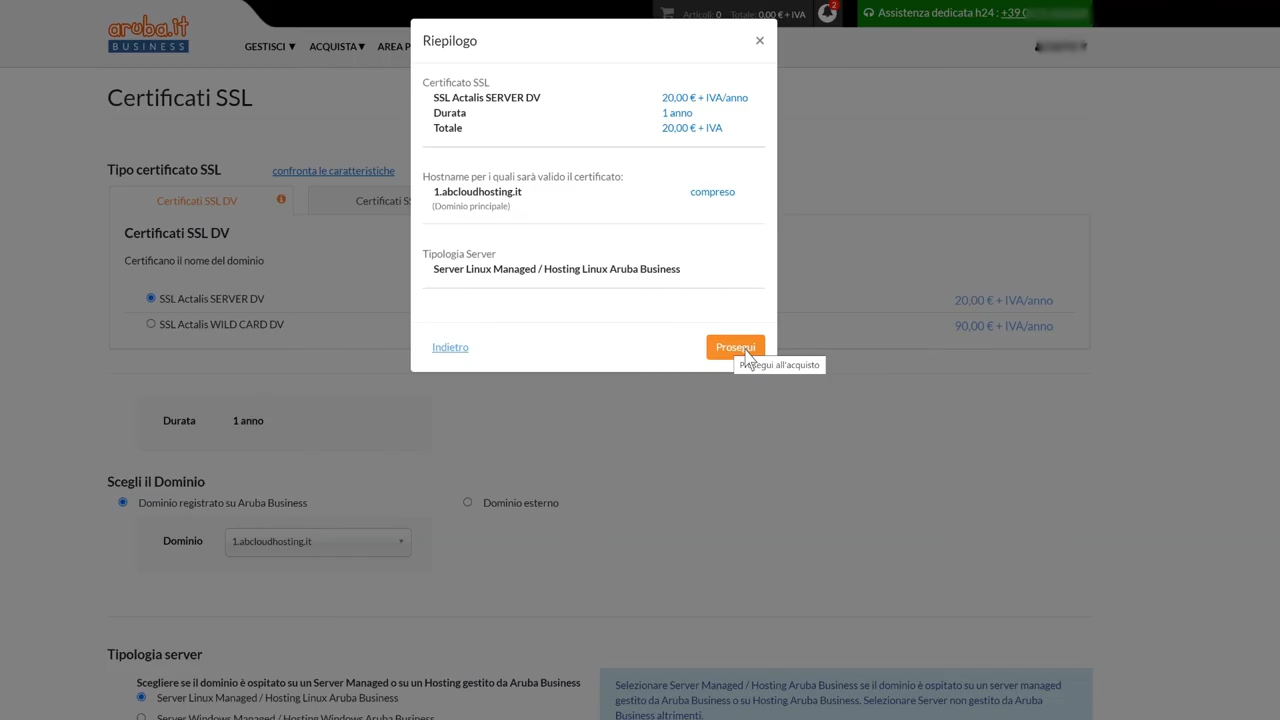 aruba.it
BUSINESS
GESTISCI ▼ ACQUISTA▼ AREA P
Articoli: 0 Totale: 0,00 € + IVA
2
Assistenza dedicata h24 : +39 0
Certificati SSL
Tipo certificato SSL confronta le caratteristiche
Certificati SSL DV
Certificati S
Certificati SSL DV
Certificano il nome del dominio
SSL Actalis SERVER DV 20,00 € + IVA/anno
SSL Actalis WILD CARD DV 90,00 € + IVA/anno
Riepilogo ×
Certificato SSL
SSL Actalis SERVER DV 20,00 € + IVA/anno
Durata 1 anno
Totale 20,00 € + IVA
Hostname per i quali sarà valido il certificato:
1.abcloudhosting.it compreso
(Dominio principale)
Tipologia Server
Server Linux Managed / Hosting Linux Aruba Business
Indietro Prosegui
Prosegui all'acquisto
Durata 1 anno
Scegli il Dominio
Dominio registrato su Aruba Business Dominio esterno
Dominio 1.abcloudhosting.it
Tipologia server
Scegliere se il dominio è ospitato su un Server Managed o su un Hosting gestito da Aruba Business
Server Linux Managed / Hosting Linux Aruba Business
Server Windows Managed / Hosting Windows Aruba Business
Selezionare Server Managed / Hosting Aruba Business se il dominio è ospitato su un server managed
gestito da Aruba Business o su Hosting Aruba Business. Selezionare Server non gestito da Aruba
Business altrimenti.